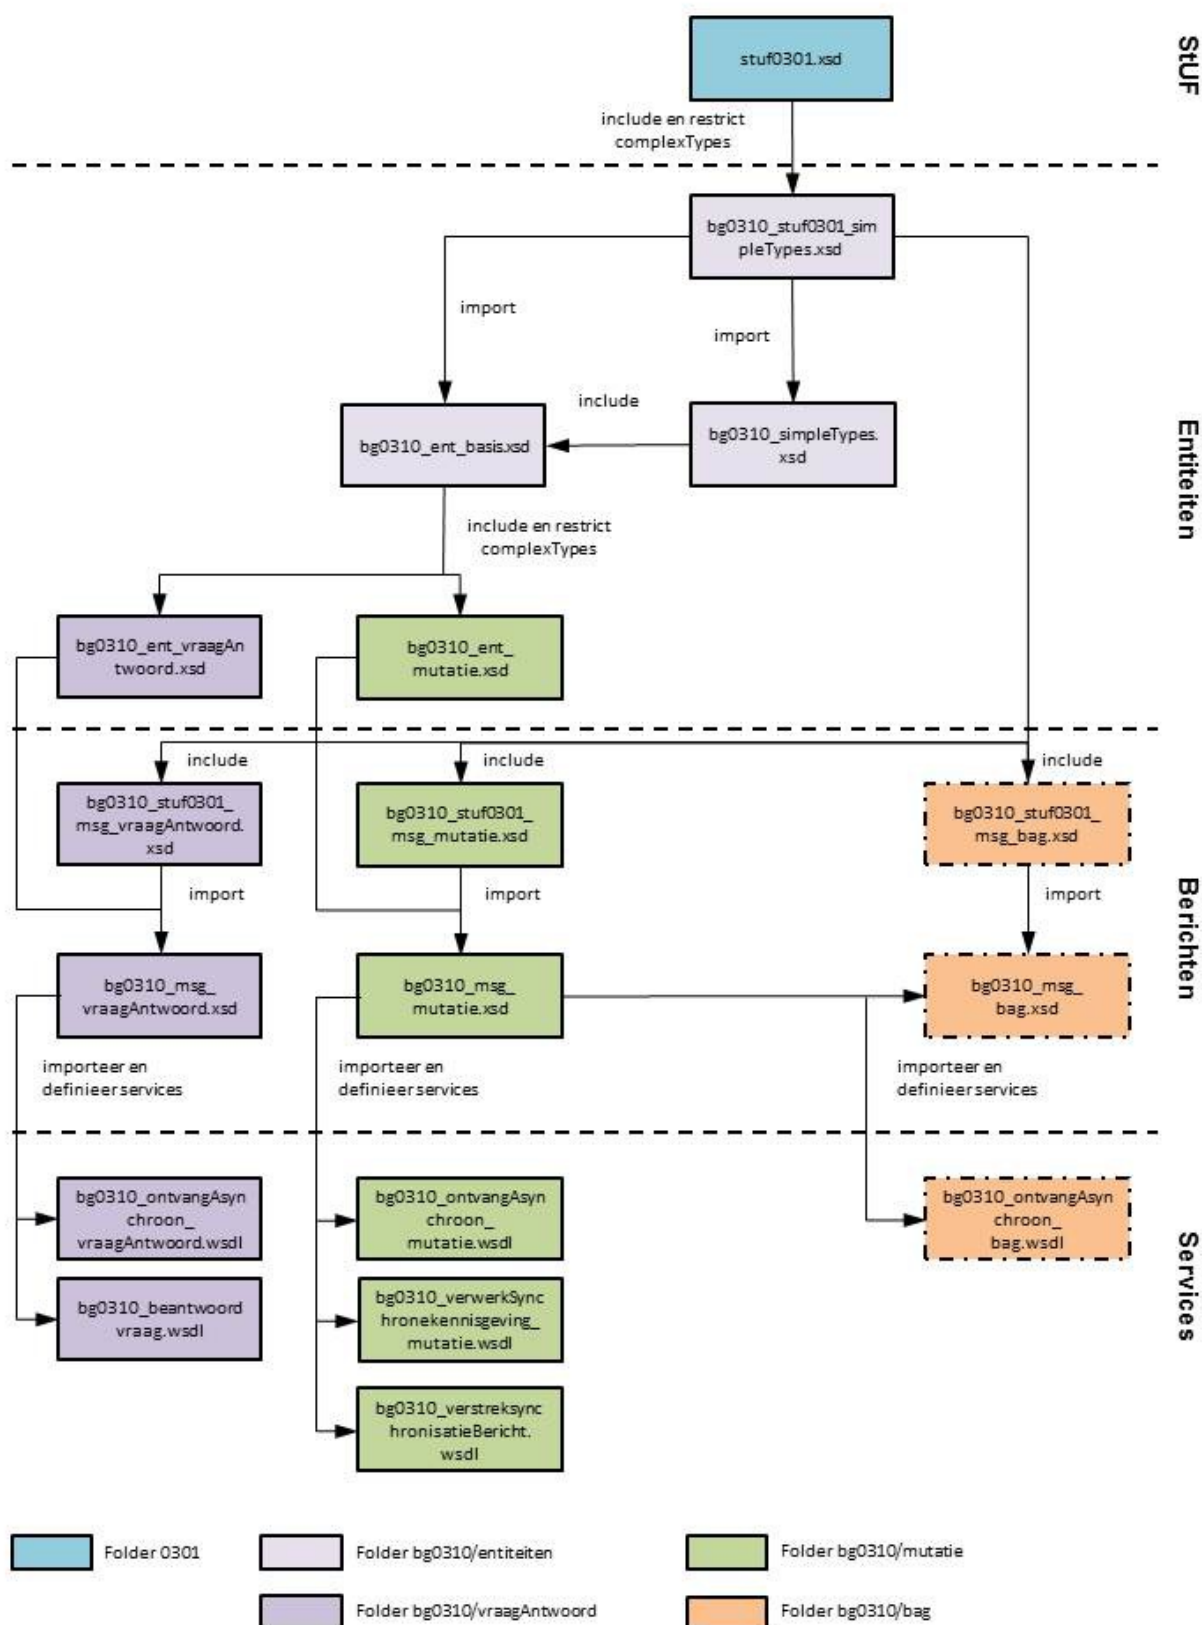 StUF
stuf0301.xsd
include en restrict
complexTypes
Entiteiten
bg0310_stuf0301_sim
pleTypes.xsd
import
import
bg0310_ent_basis.xsd
include
bg0310_simpleTypes.
xsd
include en restrict
complexTypes
bg0310_ent_vraagAn
twoord.xsd
bg0310_ent_
mutatie.xsd
Berichten
include
include
include
bg0310_stuf0301_
msg_vraagAntwoord.
xsd
bg0310_stuf0301_
msg_mutatie.xsd
bg0310_stuf0301_
msg_bag.xsd
import
import
import
bg0310_msg_
vraagAntwoord.xsd
bg0310_msg_
mutatie.xsd
bg0310_msg_
bag.xsd
importeer en
definieer services
importeer en
definieer services
importeer en
definieer services
Services
bg0310_ontvangAsyn
chroon_
vraagAntwoord.wsdl
bg0310_ontvangAsyn
chroon_
mutatie.wsdl
bg0310_ontvangAsyn
chroon_
bag.wsdl
bg0310_beantwoord
vraag.wsdl
bg0310_verwerkSync
hronekennisgeving_
mutatie.wsdl
bg0310_verstreksync
hronisatieBericht.
wsdl
Folder 0301
Folder bg0310/entiteiten
Folder bg0310/mutatie
Folder bg0310/vraagAntwoord
Folder bg0310/bag